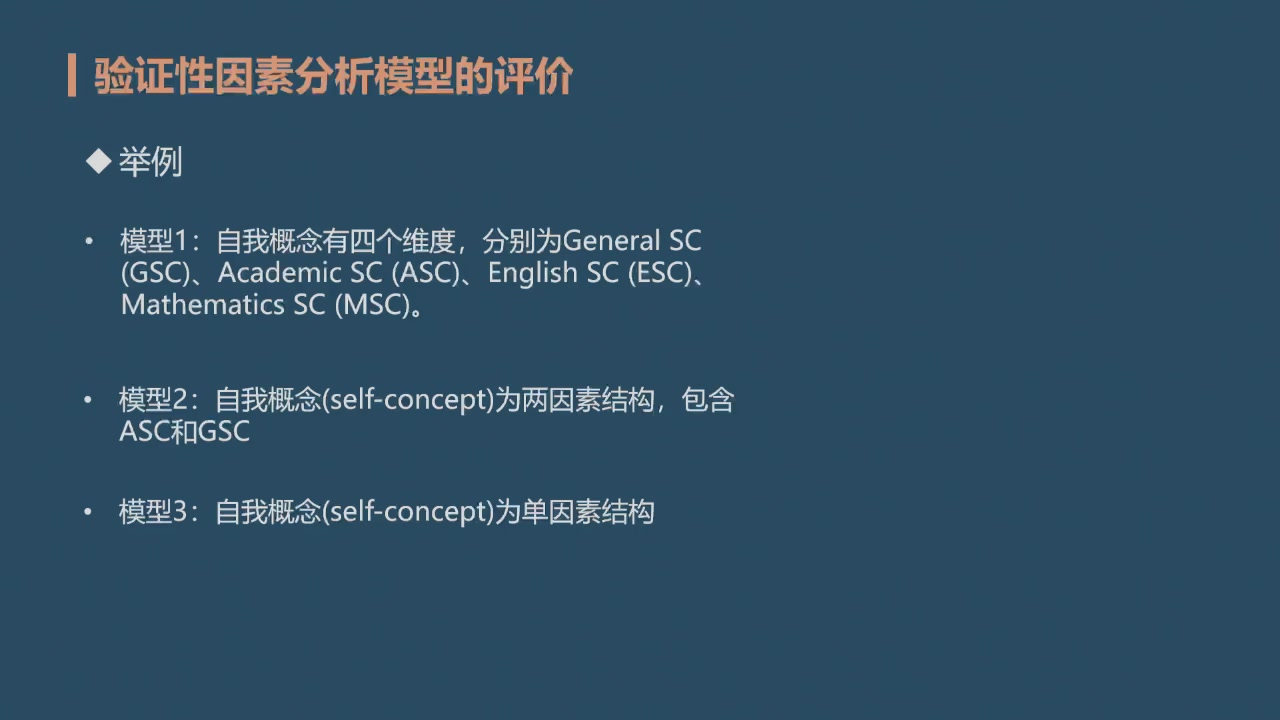 验证性因素分析模型的评价
◆举例
• 模型1：自我概念有四个维度，分别为General SC
(GSC)、Academic SC (ASC)、English SC (ESC)、
Mathematics SC (MSC)。
• 模型2：自我概念(self-concept)为两因素结构，包含
ASC和GSC
• 模型3：自我概念(self-concept)为单因素结构